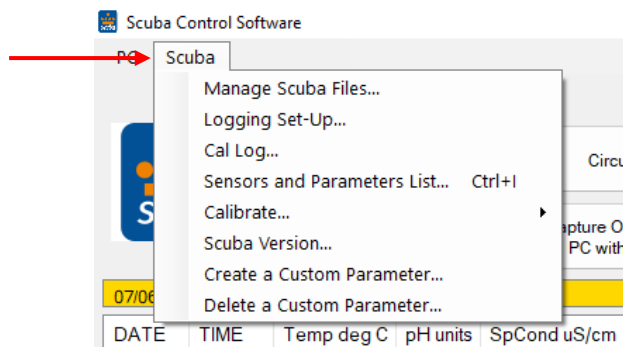 Scuba Control Software
PC Scuba
Manage Scuba Files...
Logging Set-Up...
Cal Log...
Sensors and Parameters List... Ctrl+I
Calibrate...
Scuba Version...
Create a Custom Parameter...
Delete a Custom Parameter...
PC with
07/06
DATE TIME Temp deg C pH units SpCond uS/cm